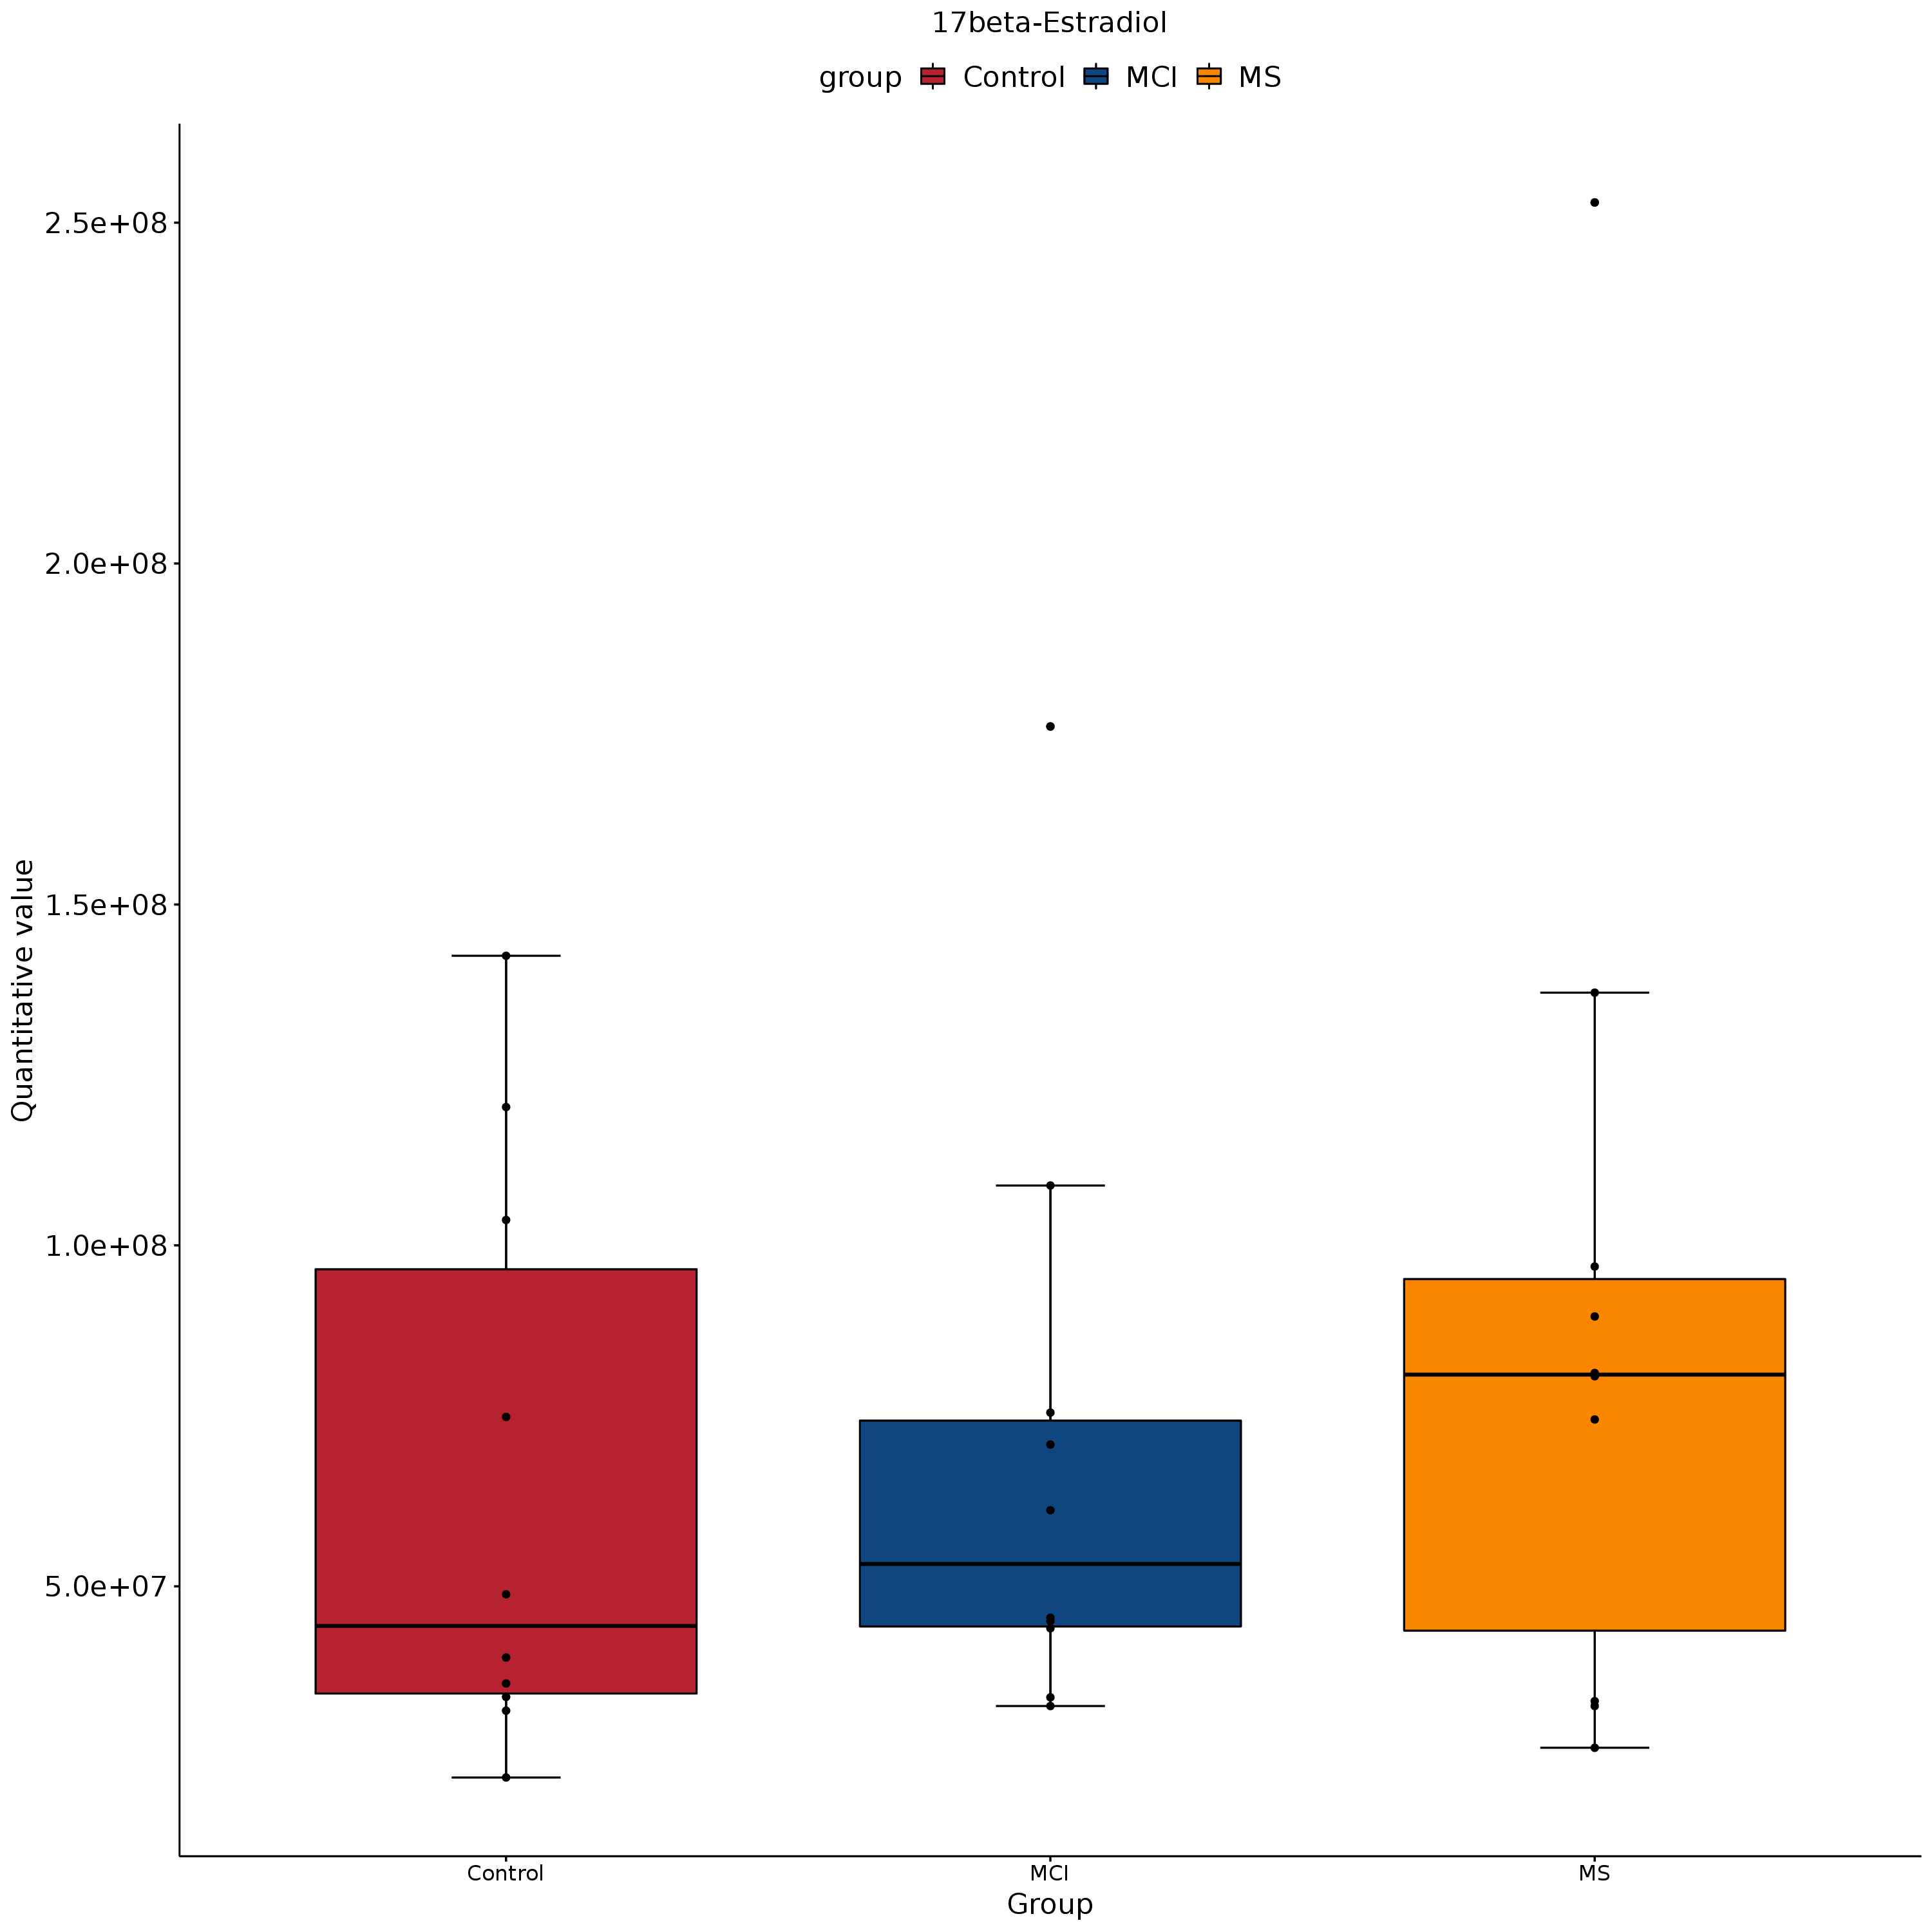 17beta-Estradiol
group Control MCI MS
2.5e+08
2.0e+08
1.5e+08
1.0e+08
5.0e+07
Quantitative value
Control MCI MS
Group